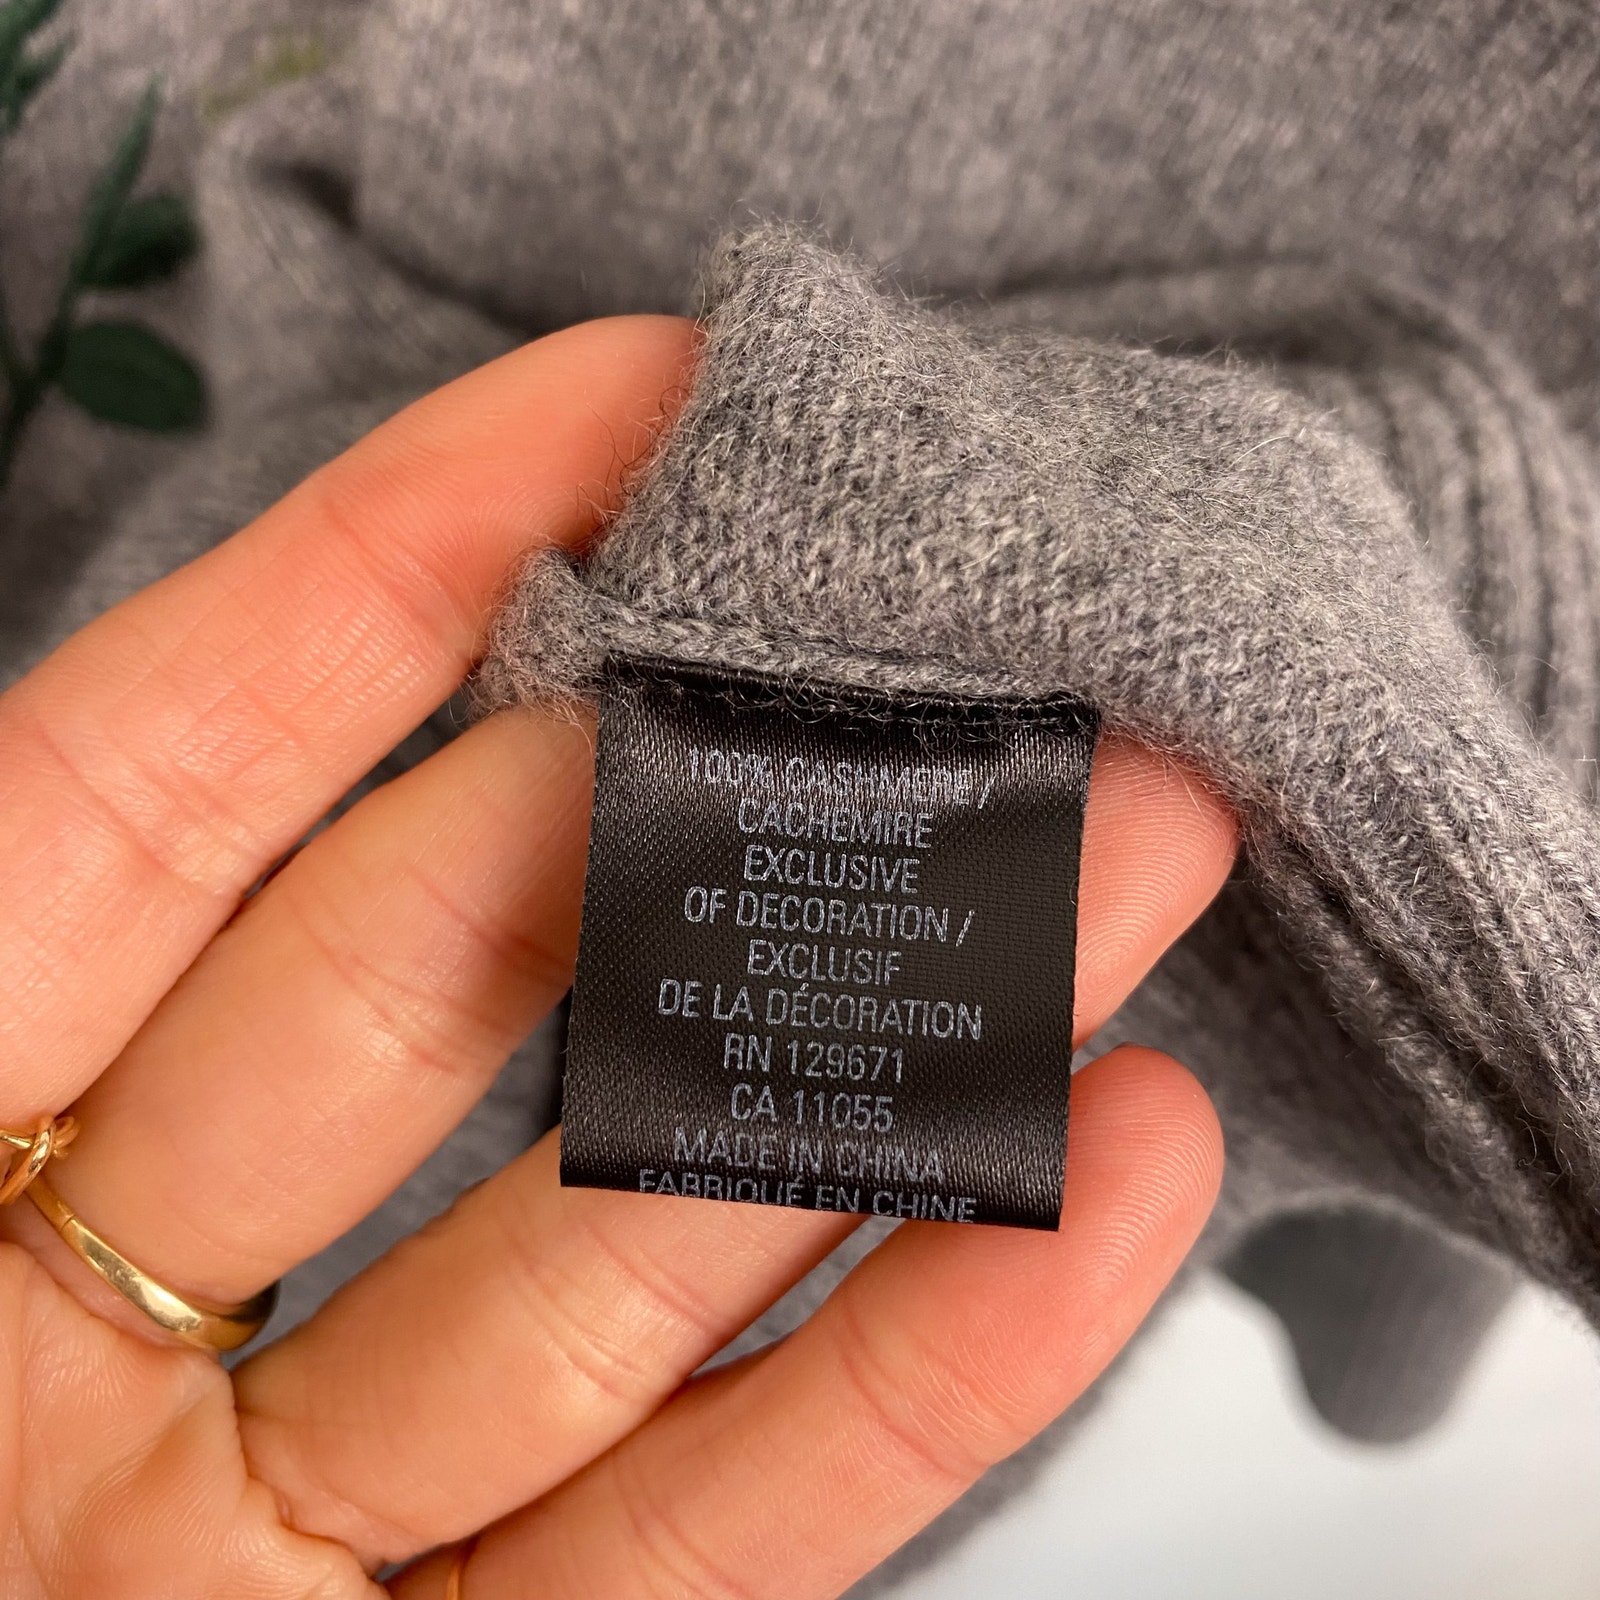 100% CASHMERE /
CACHEMIRE
EXCLUSIVE
OF DECORATION /
EXCLUSIF
DE LA DÉCORATION
RN 129671
CA 11055
MADE IN CHINA
FABRIQUÉ EN CHINE